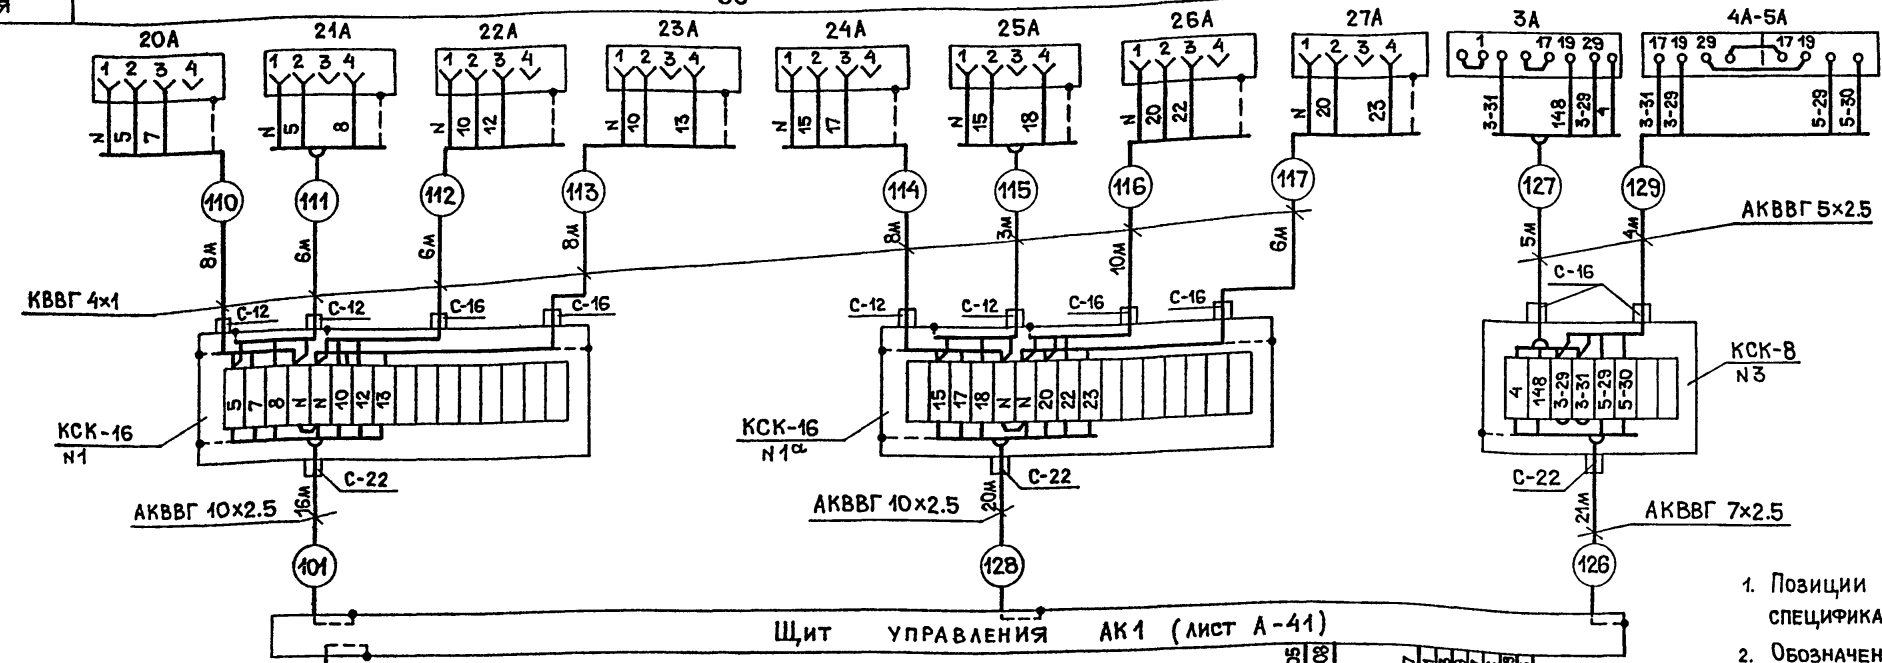 20А 21А 22А 23А 24А 25А 26А 27А 3А 4А-5А
1 2 3 4 1 2 3 4 1 2 3 4 1 2 3 4 1 2 3 4 1 2 3 4 1 2 3 4 1 2 3 4 1 17 19 29 17 19 29 17 19
N 5 7 N 5 8 N 10 12 N 10 13 N 15 17 N 15 18 N 20 22 N 20 23 3-31 148 3-29 4 3-31 3-29 5-29 5-30
110 111 112 113 114 115 116 117 127 129
АКВВГ 5×2.5
8м 6м 6м 8м 8м 3м 10м 6м 5м 4м
С-16
КВВГ 4×1
С-12 С-12 С-16 С-16 С-12 С-12 С-16 С-16
КСК-8
N3
5 7 8 N N 10 12 13 15 17 18 N N 20 22 23 4 148 3-29 3-31 5-29 5-30
КСК-16
N1
КСК-16
N1а
С-22 С-22 С-22
АКВВГ 10×2.5 16м АКВВГ 10×2.5 20м 21м АКВВГ 7×2.5
101 128 126
Щит управления АК1 (лист А-41)
1. Позиции
специфика
2. Обозначен